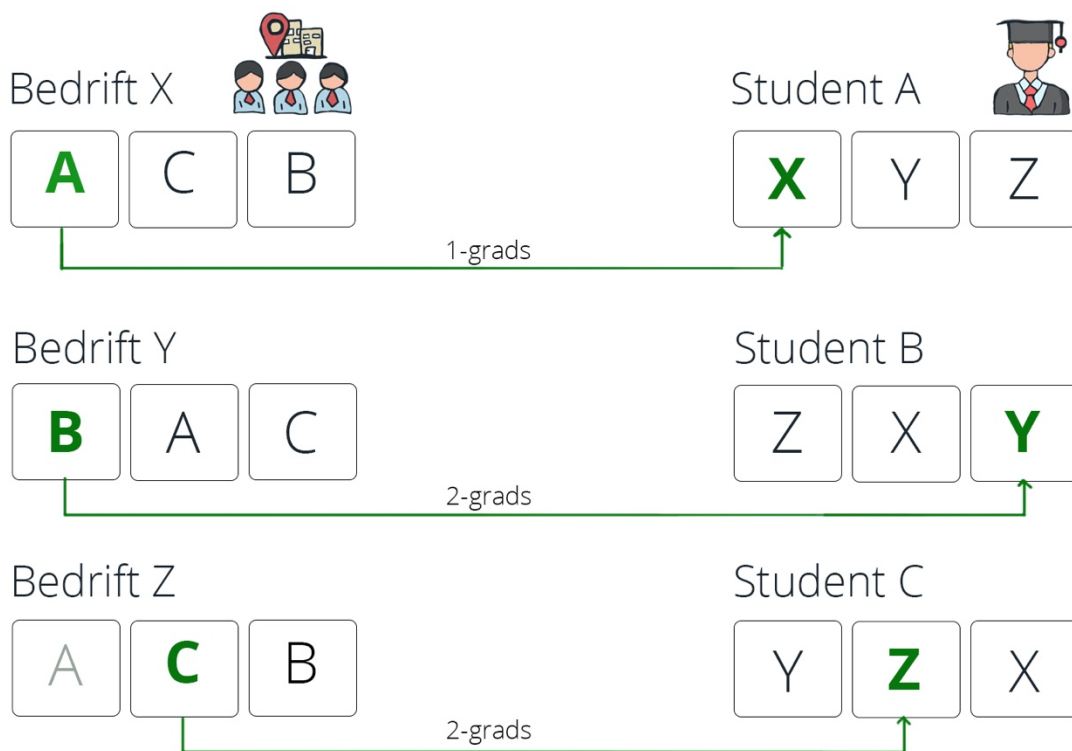 Bedrift X
Student A
A C B
X Y Z
1-grads
Bedrift Y
Student B
B A C
Z X Y
2-grads
Bedrift Z
Student C
A C B
Y Z X
2-grads